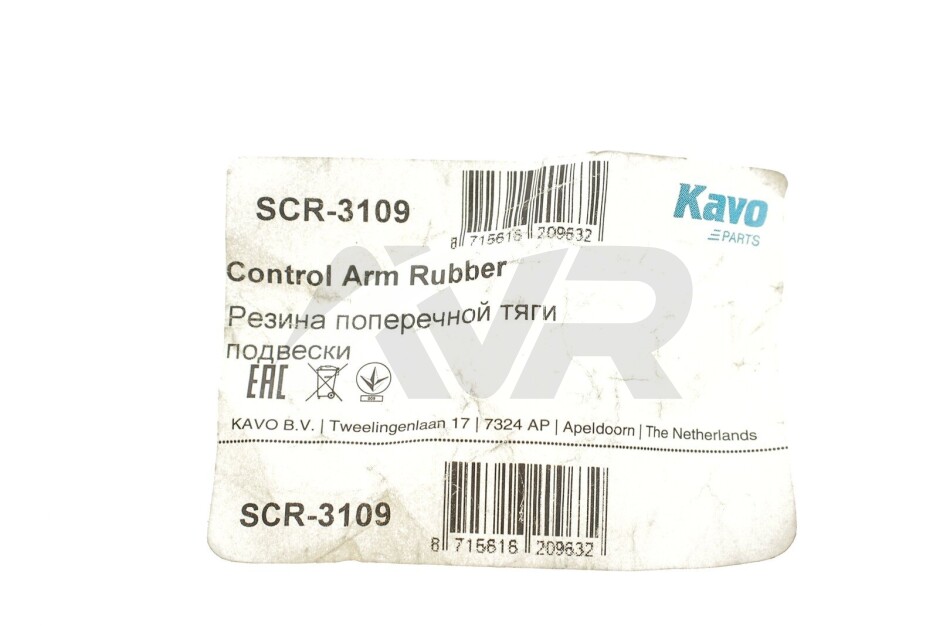 SCR-3109
8 715616 209632
Kavo
PARTS
Control Arm Rubber
Резина поперечной тяги
подвески
EAC
KAVO B.V. | Tweelingenlaan 17 | 7324 AP | Apeldoorn | The Netherlands
SCR-3109
8 715616 209632